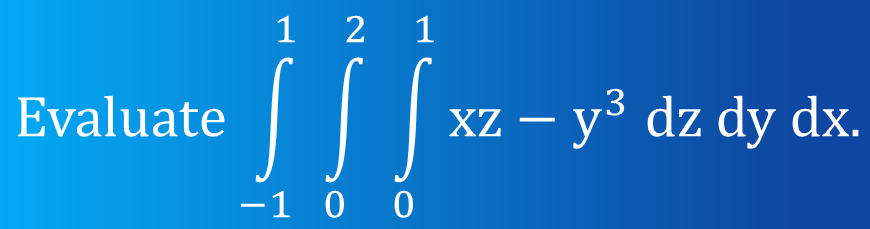 1 2 1
Evaluate ∫ ∫ ∫ xz − y³ dz dy dx.
−1 0 0